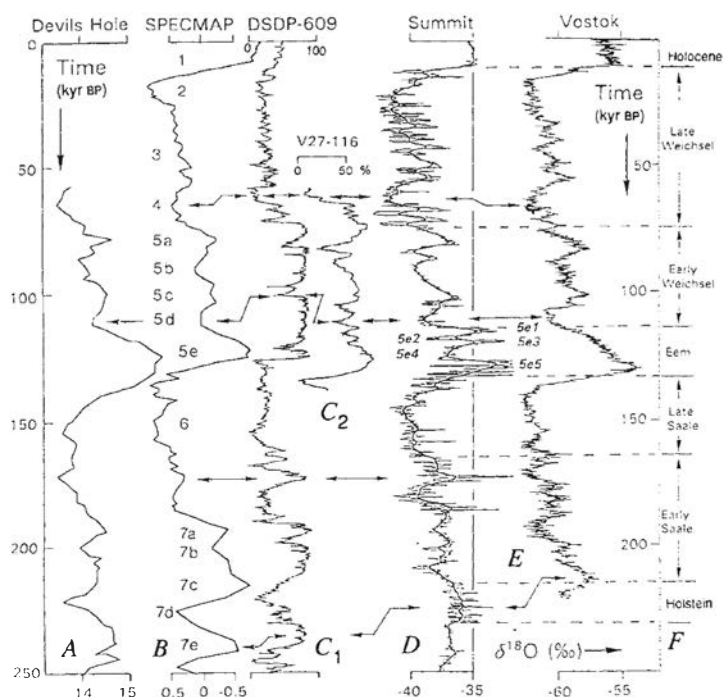 Devils Hole SPECMAP DSDP-609 Summit Vostok
0 100
Time
(kyr BP)
V27-116
0 50 %
Time
(kyr BP)
0
50
100
150
200
250
1
2
3
4
5a
5b
5c
5d
5e
6
7a
7b
7c
7d
7e
5e1
5e2 5e3
5e4
5e5
50
100
150
200
Holocene
Late
Weichsel
Early
Weichsel
Eem
Late
Saale
Early
Saale
Holstein
A B C1 C2 D E F
δ18O (‰)
14 15 0.5 0 -0.5 -40 -35 -60 -55